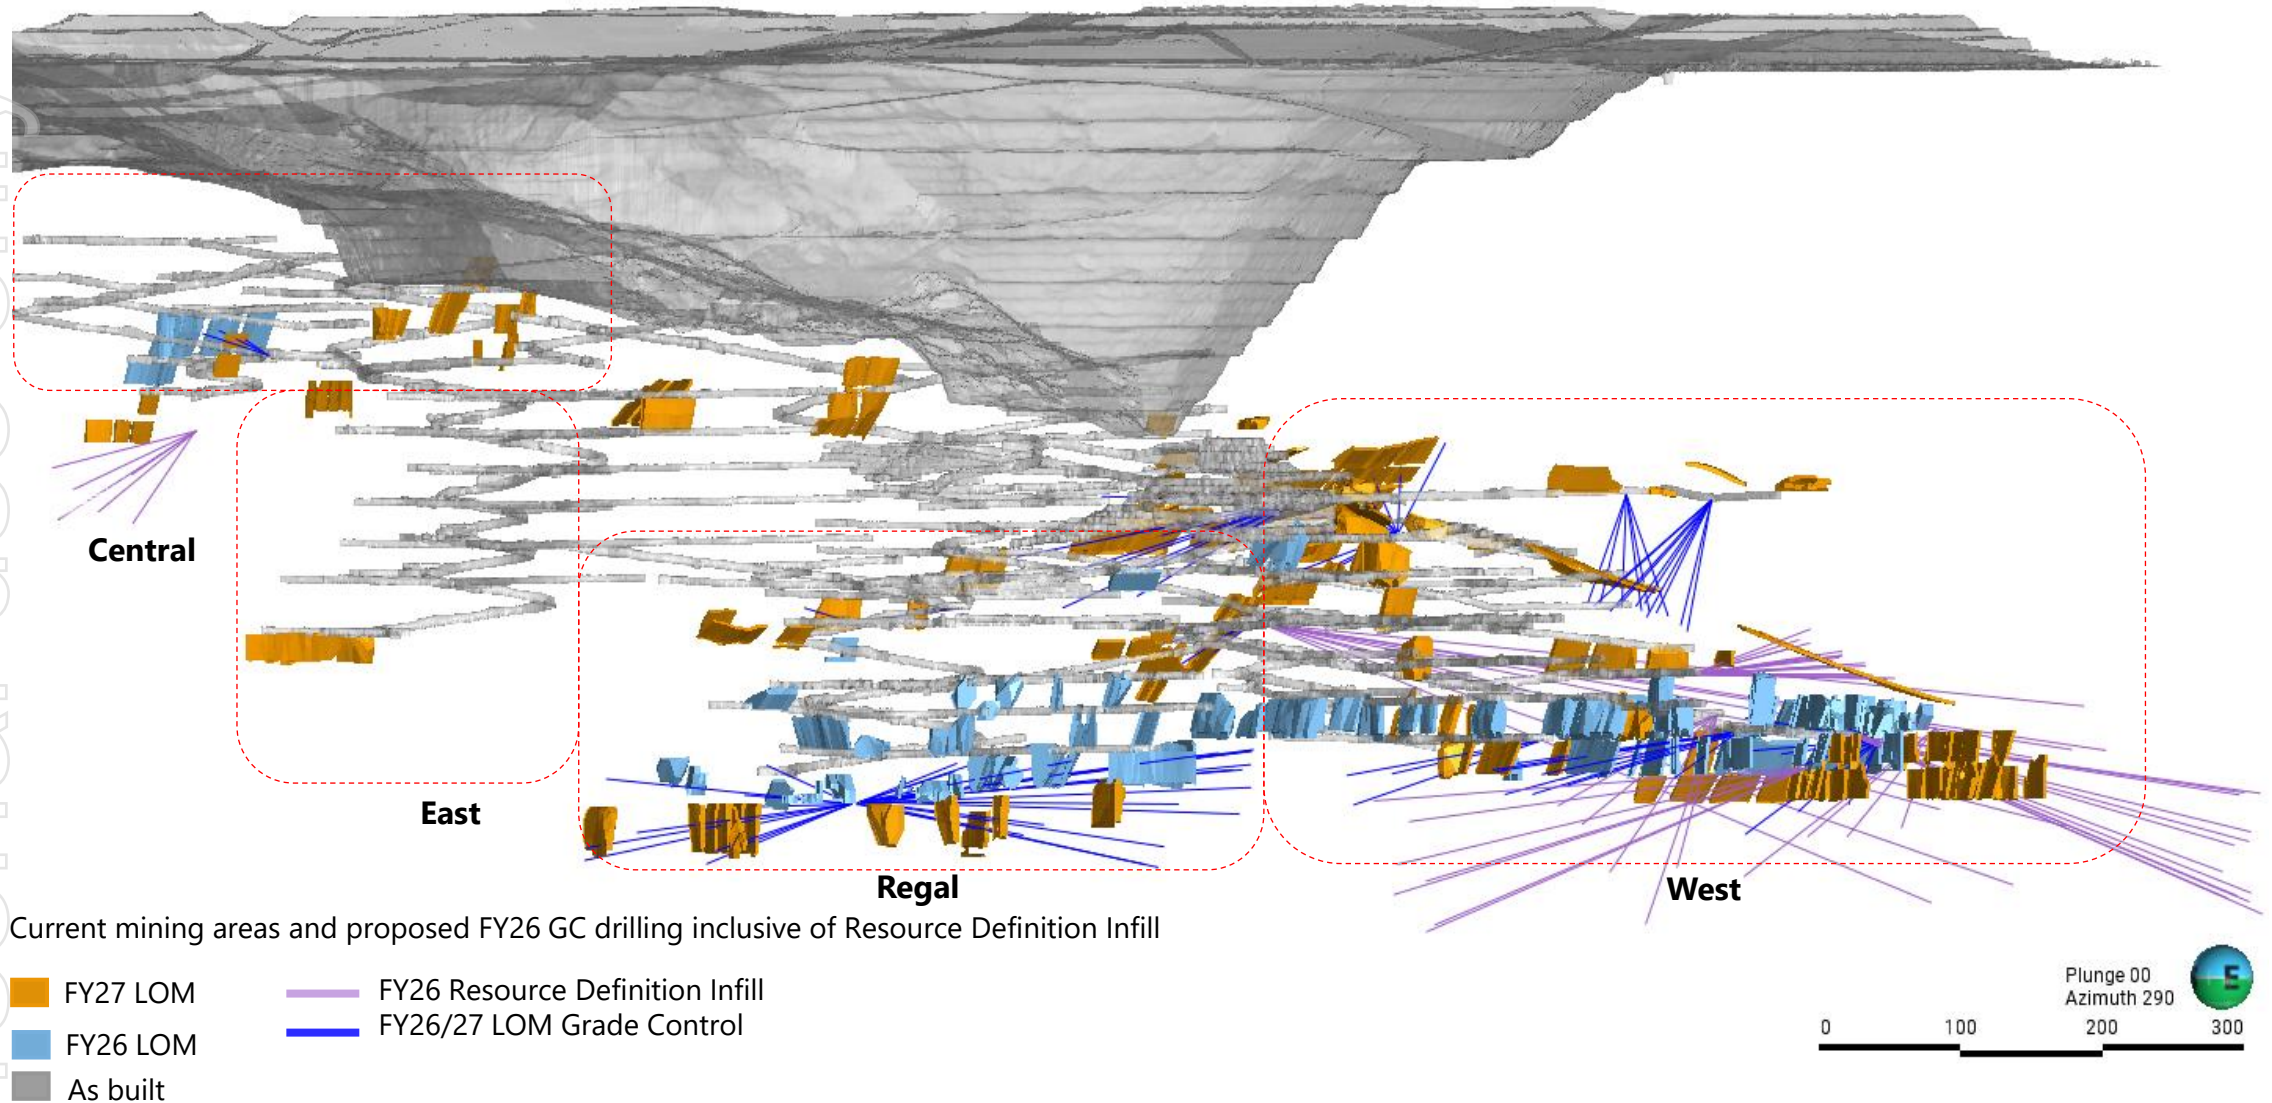 Central
East
Regal
West
Current mining areas and proposed FY26 GC drilling inclusive of Resource Definition Infill
FY27 LOM
FY26 Resource Definition Infill
FY26/27 LOM Grade Control
FY26 LOM
As built
Plunge 00
Azimuth 290
E
0 100 200 300